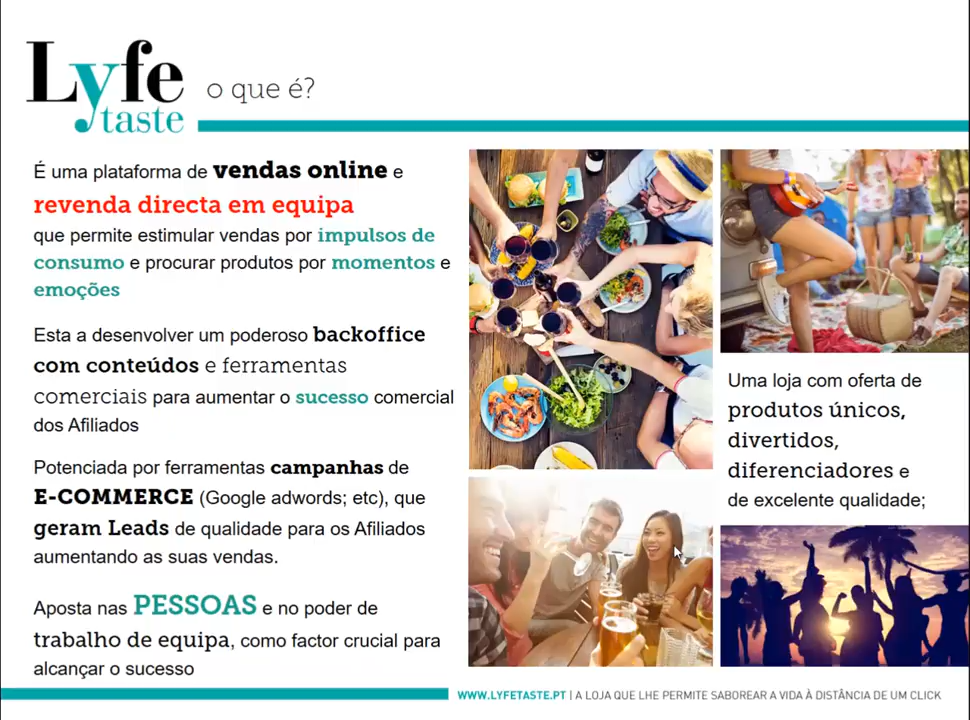 Lyfe
taste
o que é?
É uma plataforma de vendas online e
revenda directa em equipa
que permite estimular vendas por impulsos de
consumo e procurar produtos por momentos e
emoções
Esta a desenvolver um poderoso backoffice
com conteúdos e ferramentas
comerciais para aumentar o sucesso comercial
dos Afiliados
Potenciada por ferramentas campanhas de
E-COMMERCE (Google adwords; etc), que
geram Leads de qualidade para os Afiliados
aumentando as suas vendas.
Aposta nas PESSOAS e no poder de
trabalho de equipa, como factor crucial para
alcançar o sucesso
Uma loja com oferta de
produtos únicos,
divertidos,
diferenciadores e
de excelente qualidade;
WWW.LYFETASTE.PT | A LOJA QUE LHE PERMITE SABOREAR A VIDA À DISTÂNCIA DE UM CLICK